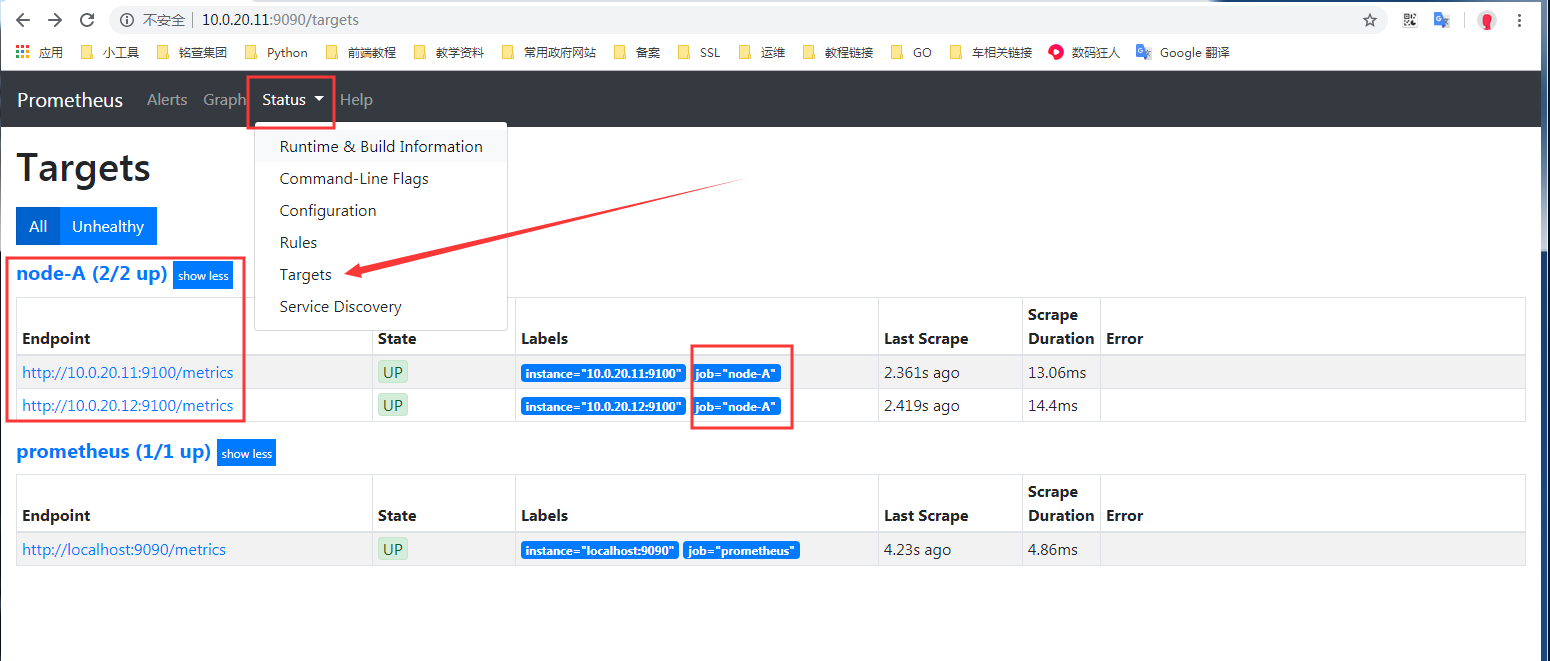 不安全 10.0.20.11:9090/targets
应用 小工具 铭萱集团 Python 前端教程 教学资料 常用政府网站 备案 SSL 运维 教程链接 GO 车相关链接 数码狂人 Google 翻译
Prometheus Alerts Graph Status Help
Runtime & Build Information
Command-Line Flags
Configuration
Rules
Targets
Service Discovery
Targets
All Unhealthy
node-A (2/2 up) show less
Endpoint State Labels Last Scrape Scrape Duration Error
http://10.0.20.11:9100/metrics UP instance="10.0.20.11:9100" job="node-A" 2.361s ago 13.06ms
http://10.0.20.12:9100/metrics UP instance="10.0.20.12:9100" job="node-A" 2.419s ago 14.4ms
prometheus (1/1 up) show less
Endpoint State Labels Last Scrape Scrape Duration Error
http://localhost:9090/metrics UP instance="localhost:9090" job="prometheus" 4.23s ago 4.86ms